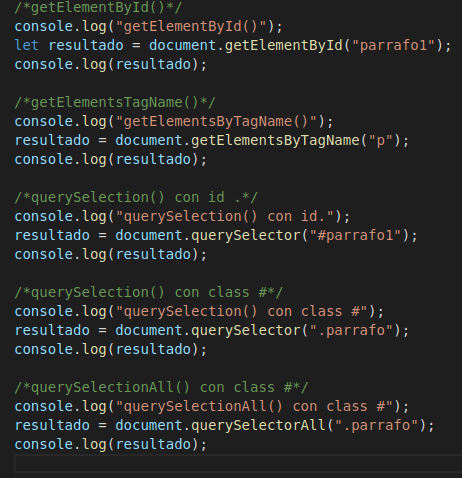 /*getElementById()*/
console.log("getElementById()");
let resultado = document.getElementById("parrafo1");
console.log(resultado);
/*getElementsTagName()*/
console.log("getElementsByTagName()");
resultado = document.getElementsByTagName("p");
console.log(resultado);
/*querySelection() con id .*/
console.log("querySelection() con id.");
resultado = document.querySelector("#parrafo1");
console.log(resultado);
/*querySelection() con class #*/
console.log("querySelection() con class #");
resultado = document.querySelector(".parrafo");
console.log(resultado);
/*querySelectionAll() con class #*/
console.log("querySelectionAll() con class #");
resultado = document.querySelectorAll(".parrafo");
console.log(resultado);